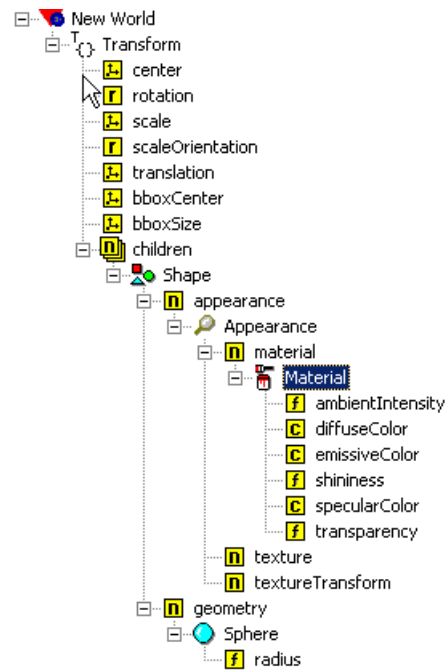 New World
Transform
center
rotation
scale
scaleOrientation
translation
bboxCenter
bboxSize
children
Shape
appearance
Appearance
material
Material
ambientIntensity
diffuseColor
emissiveColor
shininess
specularColor
transparency
texture
textureTransform
geometry
Sphere
radius